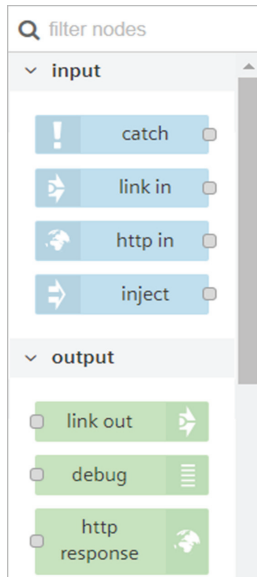 filter nodes
input
catch
link in
http in
inject
output
link out
debug
http
response